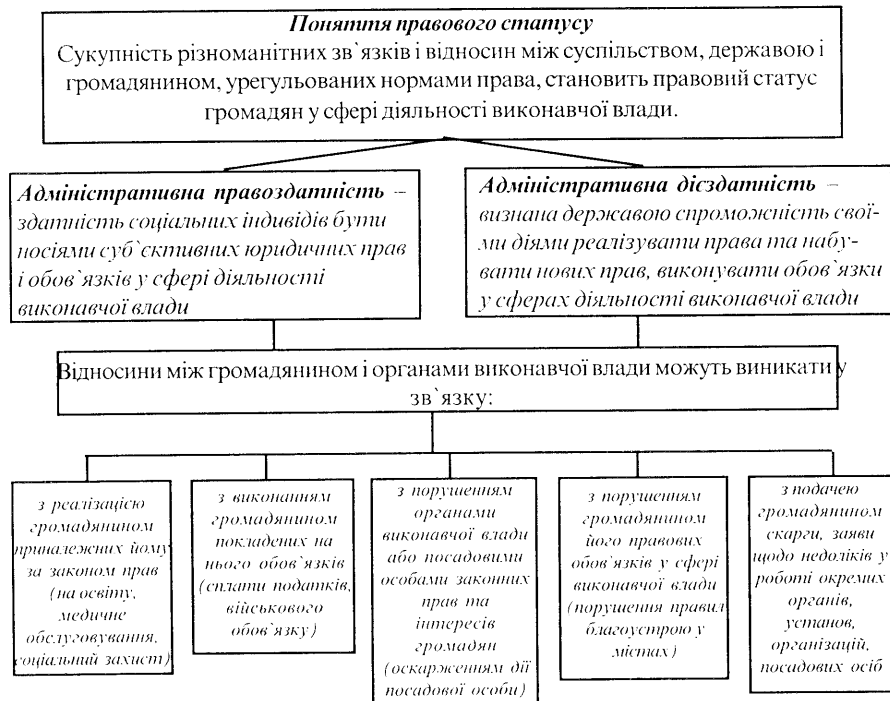 Поняття правового статусу
Сукупність різноманітних зв`язків і відносин між суспільством, державою і
громадянином, урегульованих нормами права, становить правовий статус
громадян у сфері діяльності виконавчої влади.
Адміністративна правоздатність –
здатність соціальних індивідів бути
носіями суб`єктивних юридичних прав
і обов`язків у сфері діяльності
виконавчої влади
Адміністративна дієздатність –
визнана державою спроможність свої-
ми діями реалізувати права та набу-
вати нових прав, виконувати обов`язки
у сферах діяльності виконавчої влади
Відносини між громадянином і органами виконавчої влади можуть виникати у
зв`язку:
з реалізацією
громадянином
приналежних йому
за законом прав
(на освіту,
медичне
обслуговування,
соціальний захист)
з виконанням
громадянином
покладених на
нього обов`язків
(сплати податків,
військового
обов`язку)
з порушенням
органами
виконавчої влади
або посадовими
особами законних
прав та
інтересів
громадян
(оскарженням дії
посадової особи)
з порушенням
громадянином
його правових
обов`язків у сфері
виконавчої влади
(порушення правил
благоустрою у
містах)
з подачею
громадянином
скарги, заяви
щодо недоліків у
роботі окремих
органів,
установ,
організацій,
посадових осіб